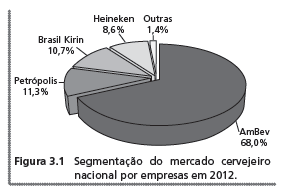 Heineken
8,6%
Outras
1,4%
Brasil Kirin
10,7%
Petrópolis
11,3%
AmBev
68,0%
Figura 3.1 Segmentação do mercado cervejeiro
nacional por empresas em 2012.